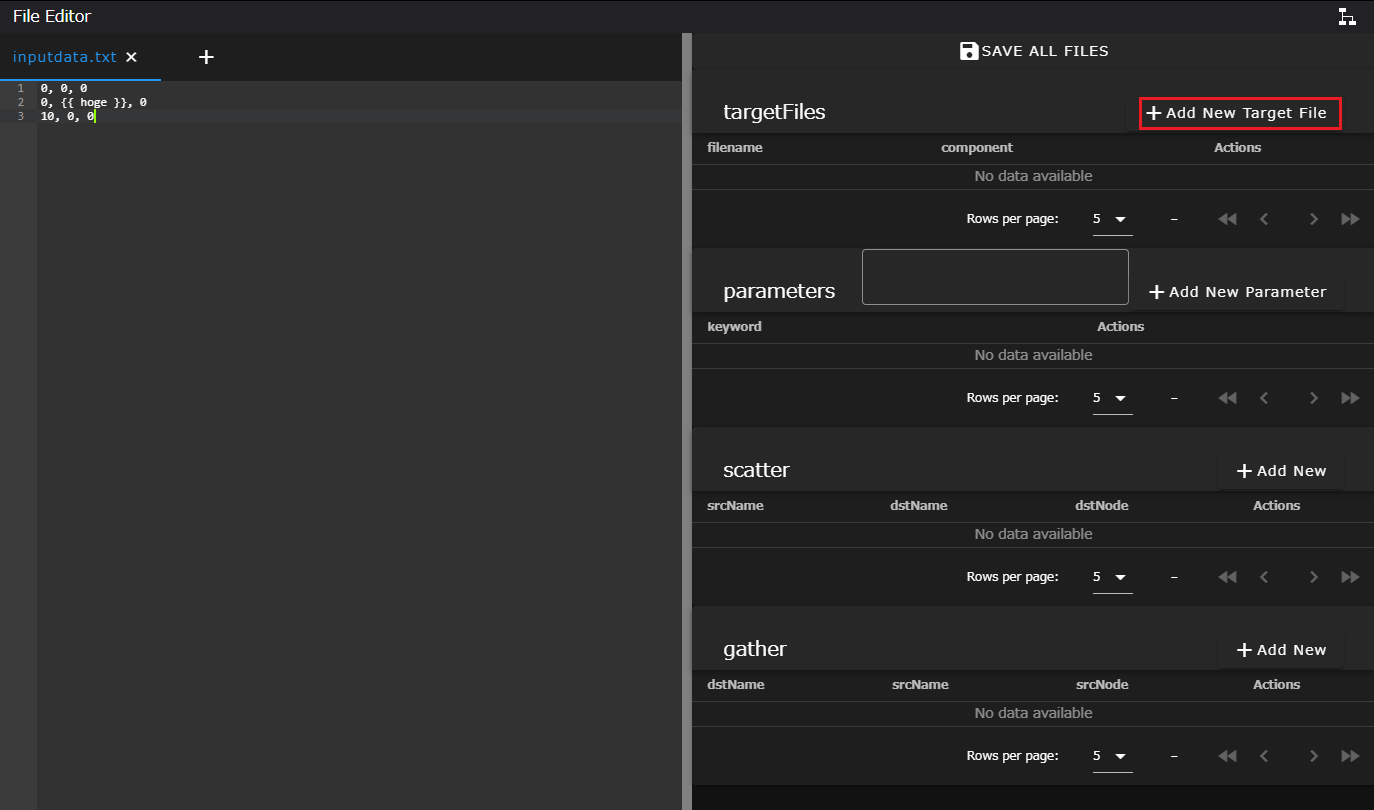 File Editor
inputdata.txt
SAVE ALL FILES
1 0, 0, 0
2 0, {{ hoge }}, 0
3 10, 0, 0
targetFiles
Add New Target File
filename component Actions
No data available
Rows per page: 5 –
parameters
Add New Parameter
keyword Actions
No data available
Rows per page: 5 –
scatter
Add New
srcName dstName dstNode Actions
No data available
Rows per page: 5 –
gather
Add New
dstName srcName srcNode Actions
No data available
Rows per page: 5 –